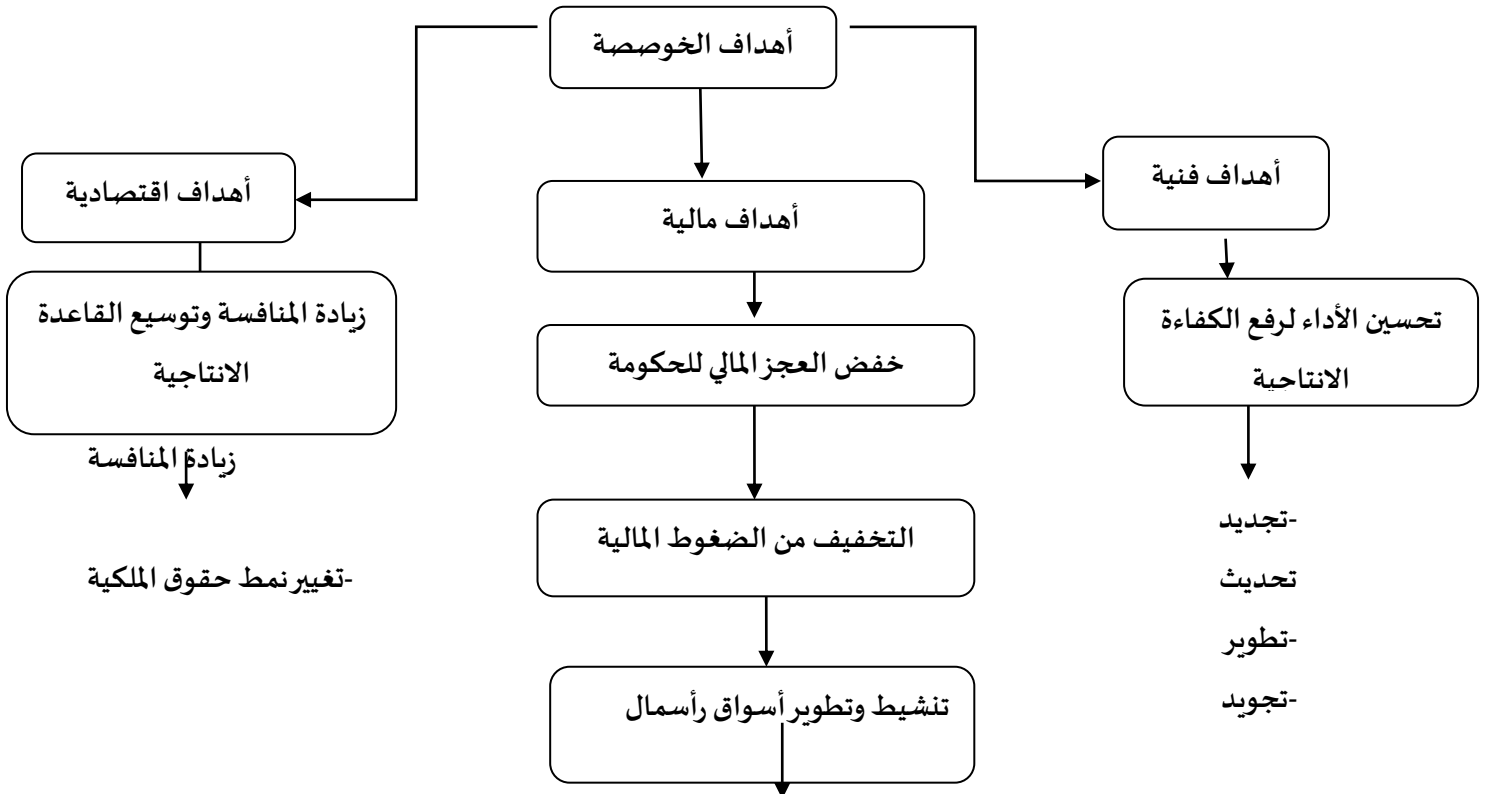 أهداف الخوصصة
أهداف فنية
أهداف مالية
أهداف اقتصادية
تحسين الأداء لرفع الكفاءة
الانتاجية
خفض العجز المالي للحكومة
زيادة المنافسة وتوسيع القاعدة
الانتاجية
زيادة المنافسة
التخفيف من الضغوط المالية
-تجديد
تحديث
-تطوير
-تجويد
-تغيير نمط حقوق الملكية
تنشيط وتطوير أسواق رأسمال